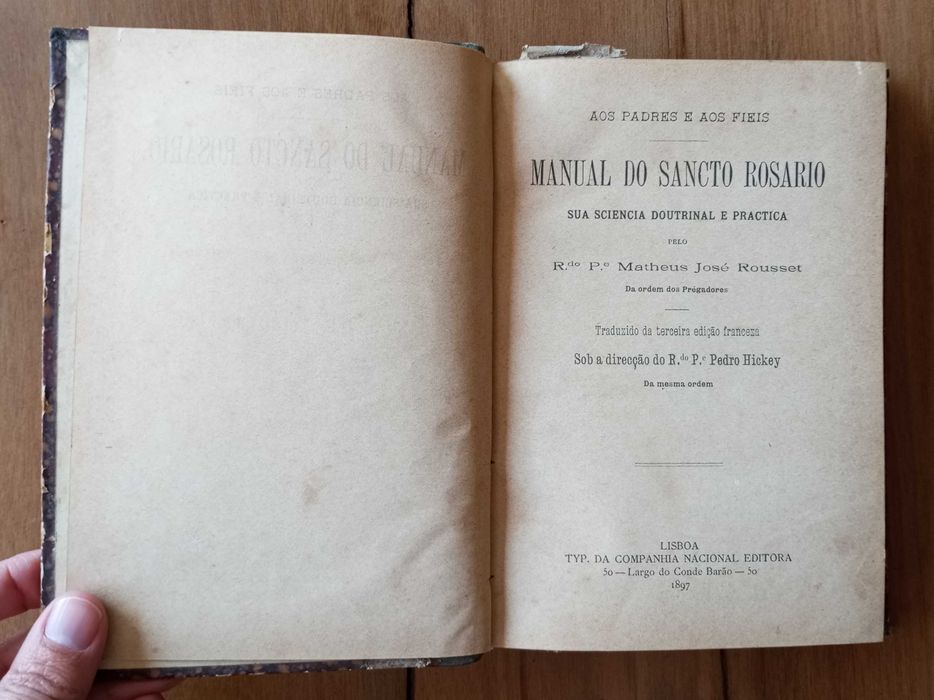 AOS PADRES E AOS FIEIS
MANUAL DO SANCTO ROSARIO
SUA SCIENCIA DOUTRINAL E PRACTICA
PELO
R.do P.e Matheus José Rousset
Da ordem dos Prégadores
Traduzido da terceira edição franceza
Sob a direcção do R.do P.e Pedro Hickey
Da mesma ordem
LISBOA
TYP. DA COMPANHIA NACIONAL EDITORA
50 — Largo do Conde Barão — 50
1897